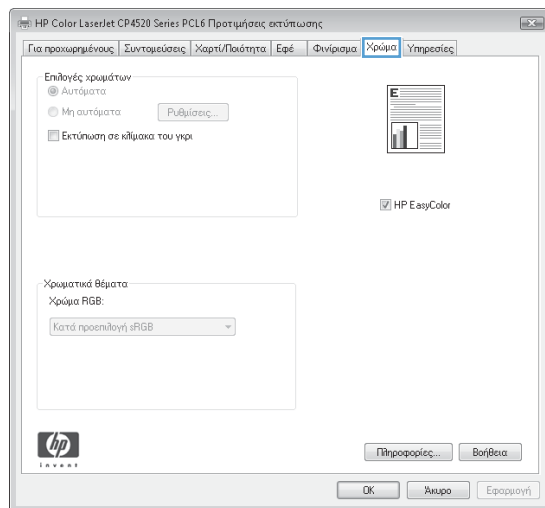 HP Color LaserJet CP4520 Series PCL6 Προτιμήσεις εκτύπωσης
Για προχωρημένους Συντομεύσεις Χαρτί/Ποιότητα Εφέ Φινίρισμα Χρώμα Υπηρεσίες
Επιλογές χρωμάτων
Αυτόματα
Μη αυτόματα Ρυθμίσεις...
Εκτύπωση σε κλίμακα του γκρι
E
HP EasyColor
Χρωματικά θέματα
Χρώμα RGB:
Κατά προεπιλογή sRGB
hp
invent
Πληροφορίες... Βοήθεια
OK Άκυρο Εφαρμογή